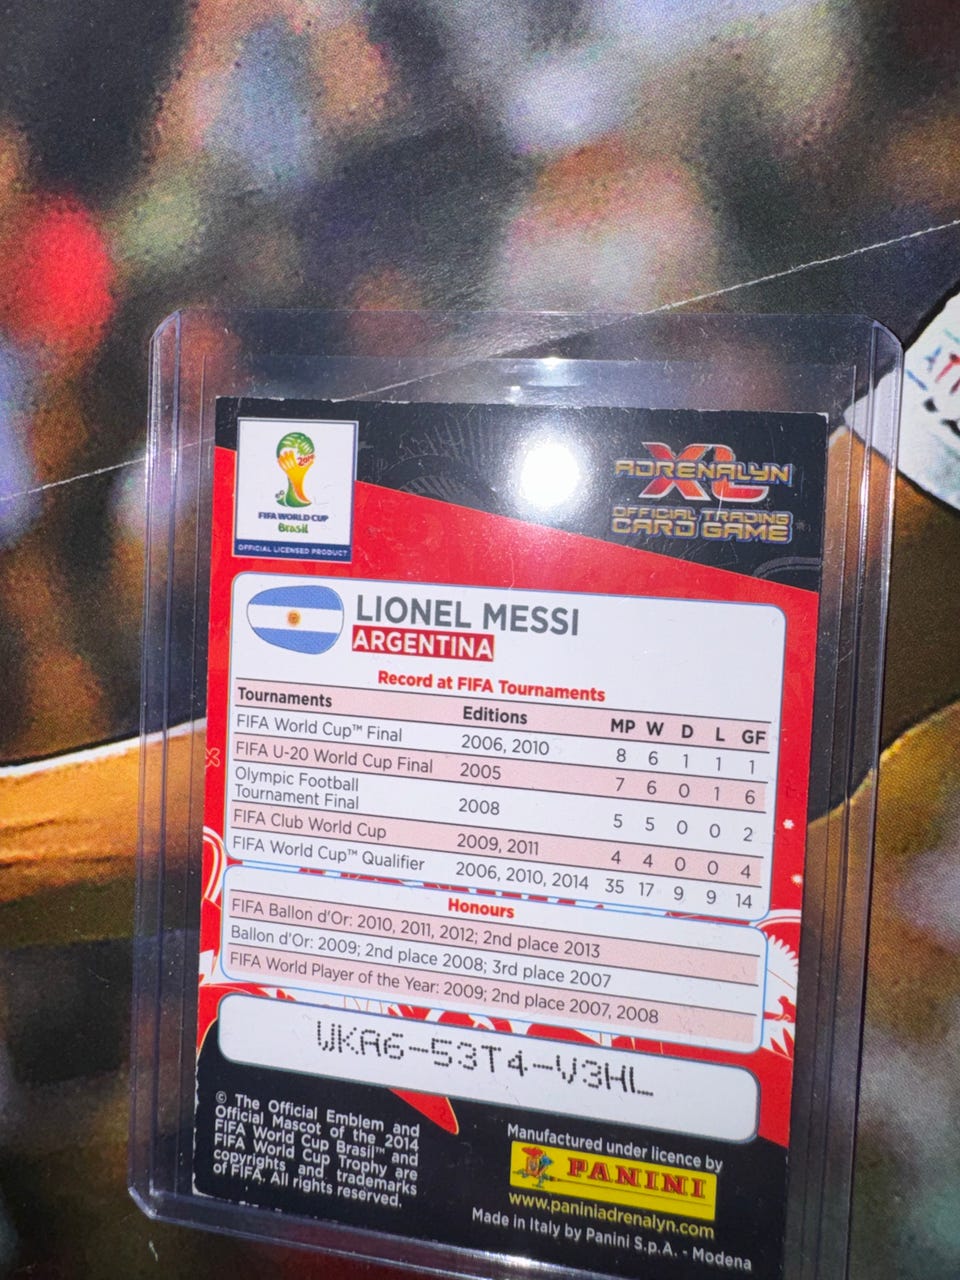 2014
FIFA WORLD CUP
Brasil
OFFICIAL LICENSED PRODUCT
XL
ADRENALYN
OFFICIAL TRADING
CARD GAME
LIONEL MESSI
ARGENTINA
Record at FIFA Tournaments
Tournaments Editions MP W D L GF
FIFA World Cup™ Final 2006, 2010 8 6 1 1 1
FIFA U-20 World Cup Final 2005 7 6 0 1 6
Olympic Football
Tournament Final 2008 5 5 0 0 2
FIFA Club World Cup 2009, 2011 4 4 0 0 4
FIFA World Cup™ Qualifier 2006, 2010, 2014 35 17 9 9 14
Honours
FIFA Ballon d'Or: 2010, 2011, 2012; 2nd place 2013
Ballon d'Or: 2009; 2nd place 2008; 3rd place 2007
FIFA World Player of the Year: 2009; 2nd place 2007, 2008
WKA6-53T4-V3HL
© The Official Emblem and
Official Mascot of the 2014
FIFA World Cup Brasil™ and
FIFA World Cup Trophy are
copyrights and trademarks
of FIFA. All rights reserved.
Manufactured under licence by
PANINI
www.paniniadrenalyn.com
Made in Italy by Panini S.p.A. - Modena